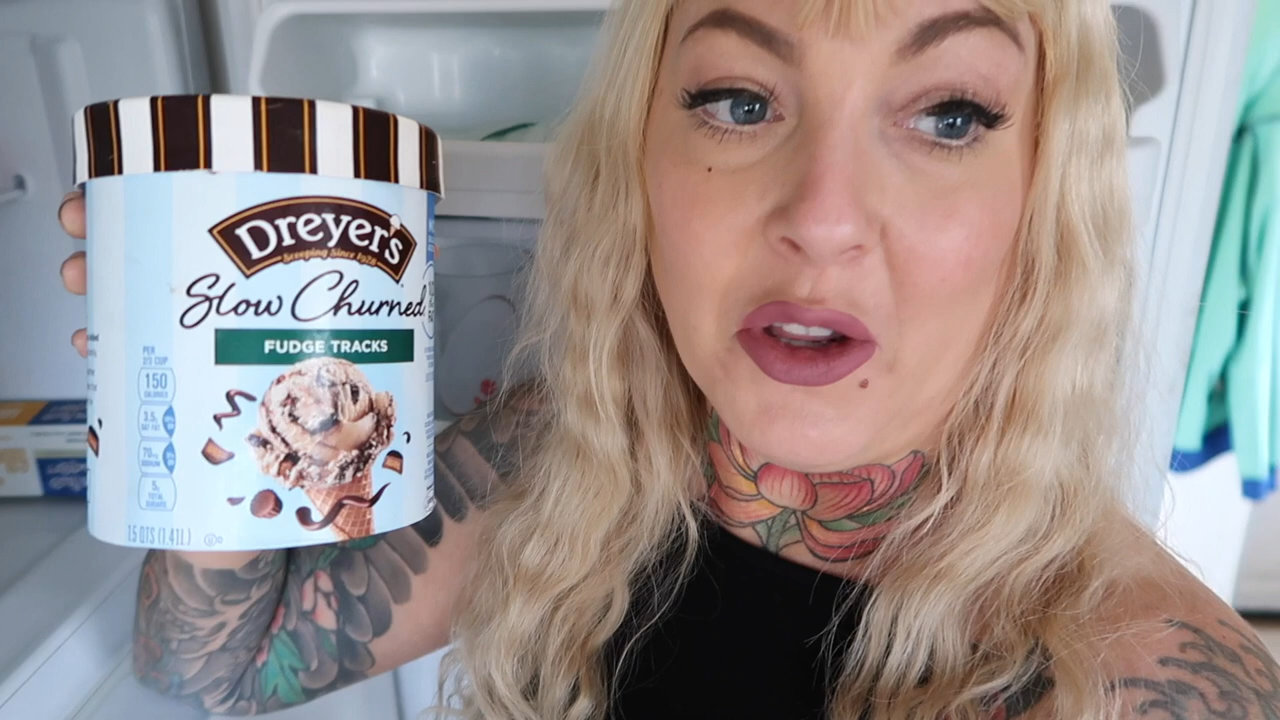 Dreyer's
Scooping Since 1928
Slow Churned
FUDGE TRACKS
PER
2/3 CUP
150
CALORIES
3.5g
SAT FAT
70mg
SODIUM
TOTAL
SUGARS
1.5 QTS (1.41L)